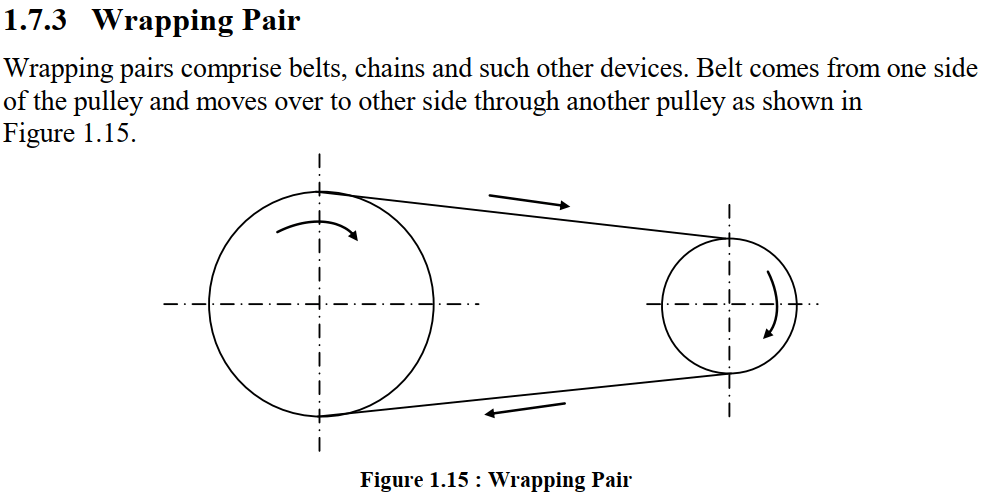 1.7.3 Wrapping Pair
Wrapping pairs comprise belts, chains and such other devices. Belt comes from one side
of the pulley and moves over to other side through another pulley as shown in
Figure 1.15.
Figure 1.15 : Wrapping Pair